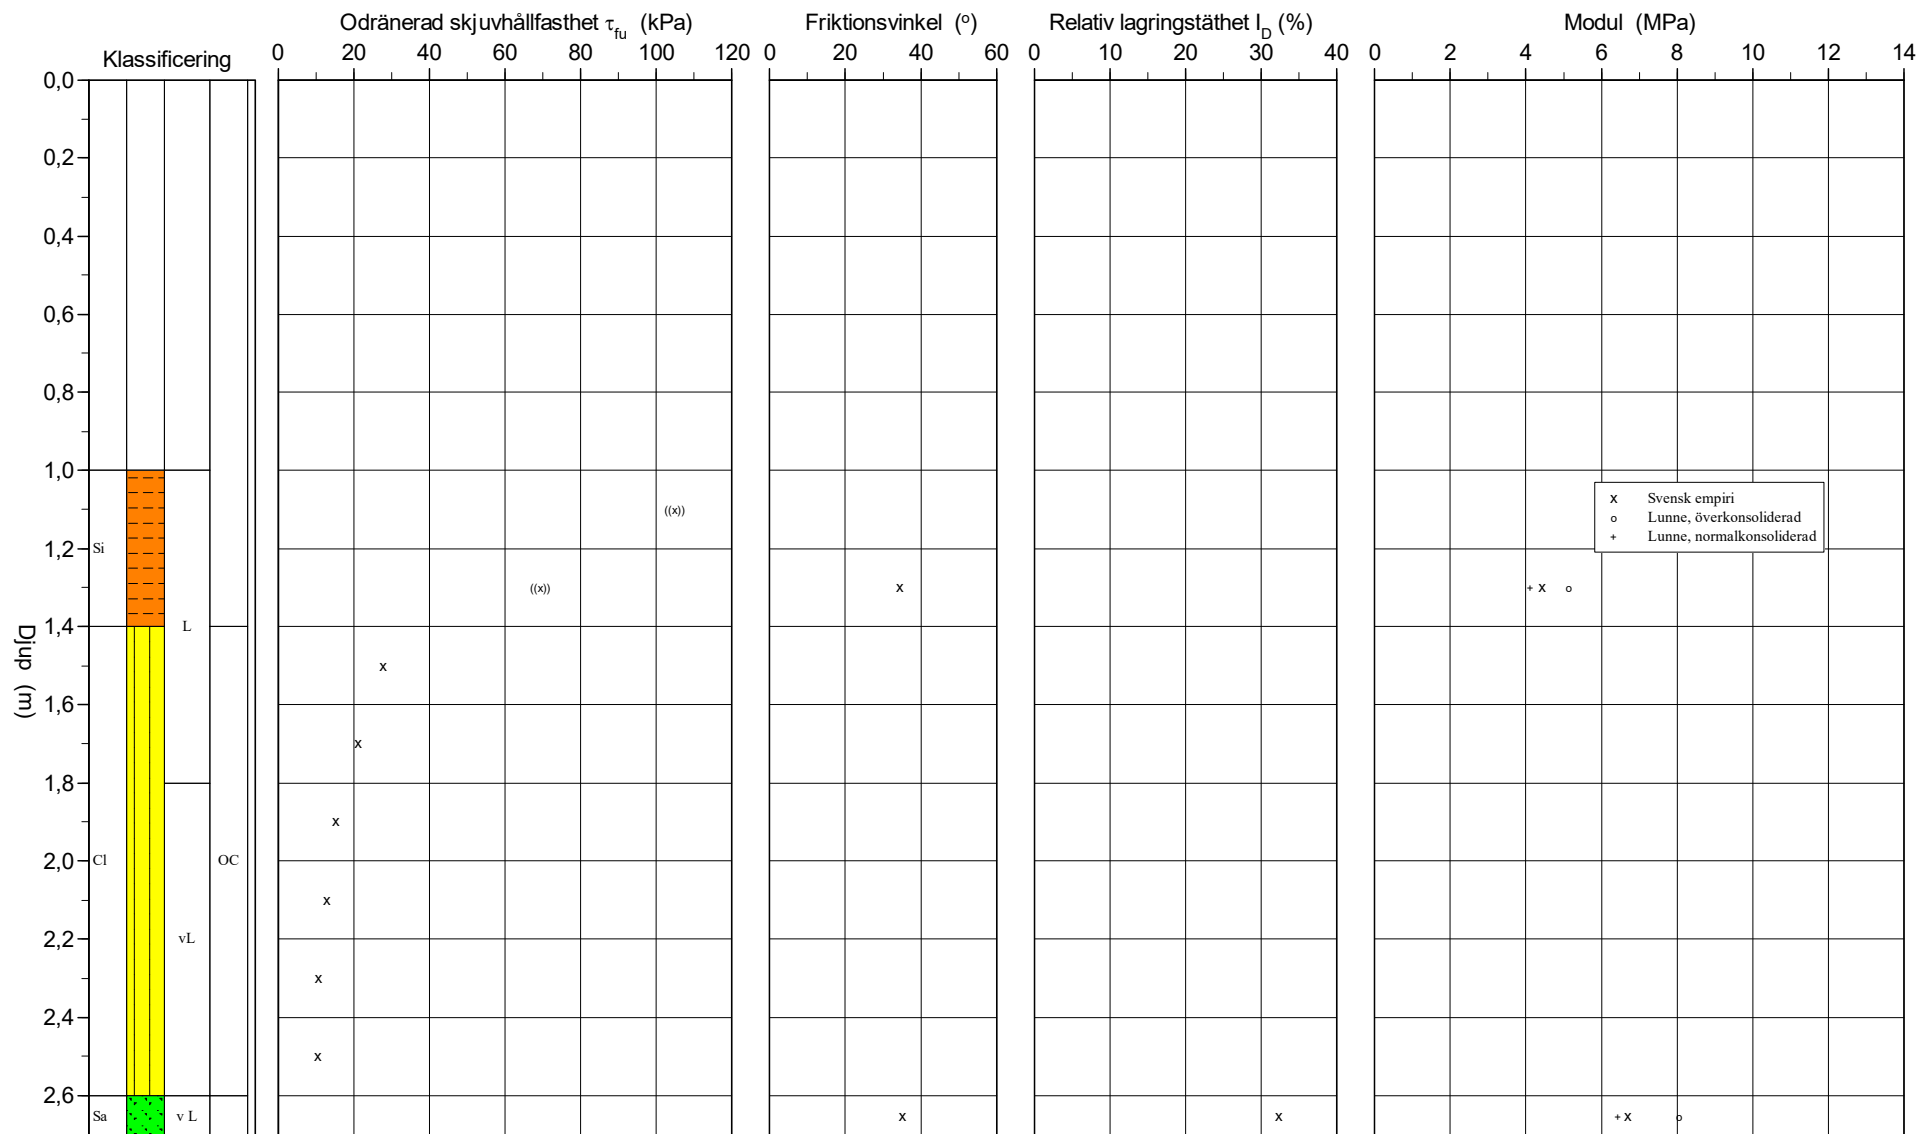 Odränerad skjuvhållfasthet τfu (kPa) Friktionsvinkel (°) Relativ lagringstäthet ID (%) Modul (MPa)
Klassificering
0 20 40 60 80 100 120 0 20 40 60 0 10 20 30 40 0 2 4 6 8 10 12 14
0,0
0,2
0,4
0,6
0,8
1,0
x Svensk empiri
((x))
o Lunne, överkonsoliderad
+ Lunne, normalkonsoliderad
Si
1,2
((x)) x + x o
1,4
L
Djup (m)
x
1,6
x
1,8
x
2,0
Cl OC
x
2,2
vL
x
2,4
x
2,6
Sa v L x x + x o